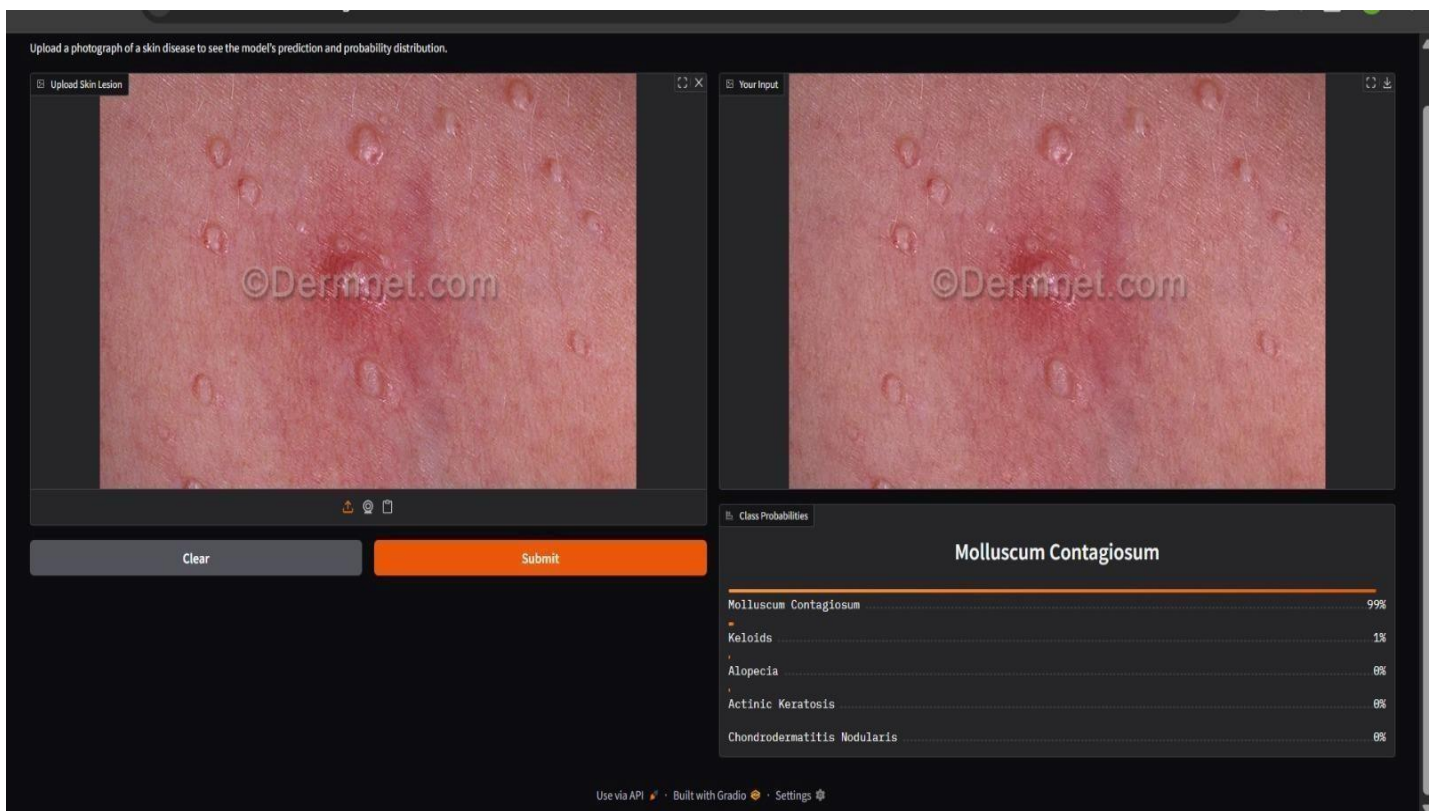 Upload a photograph of a skin disease to see the model's prediction and probability distribution.
Upload Skin Lesion
©Dermnet.com
Clear
Submit
Your Input
©Dermnet.com
Class Probabilities
Molluscum Contagiosum
Molluscum Contagiosum 99%
Keloids 1%
Alopecia 0%
Actinic Keratosis 0%
Chondrodermatitis Nodularis 0%
Use via API · Built with Gradio · Settings